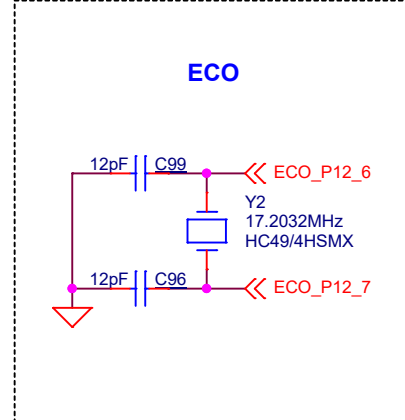 ECO
12pF C99
ECO_P12_6
Y2
17.2032MHz
HC49/4HSMX
12pF C96
ECO_P12_7